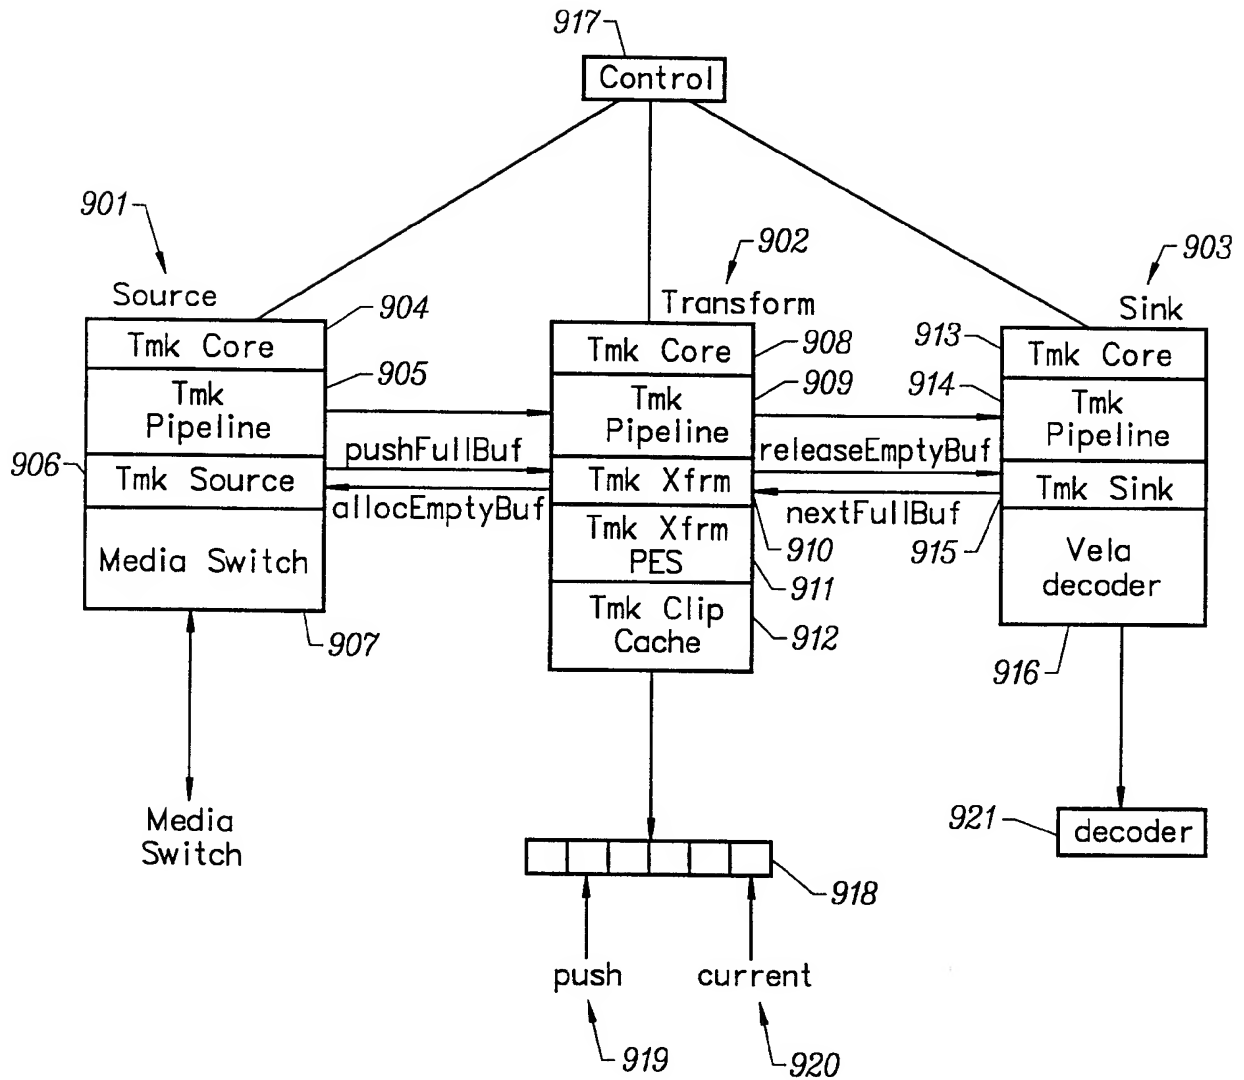 917
Control
901
902
903
Source
Transform
Sink
904
908
913
Tmk Core
Tmk Core
Tmk Core
905
909
914
Tmk
Pipeline
Tmk
Pipeline
Tmk
Pipeline
906
pushFullBuf
releaseEmptyBuf
Tmk Source
Tmk Xfrm
Tmk Sink
allocEmptyBuf
nextFullBuf
910
915
Media Switch
Tmk Xfrm
PES
Vela
decoder
911
907
Tmk Clip
Cache
912
916
Media
Switch
921
decoder
918
push
current
919
920